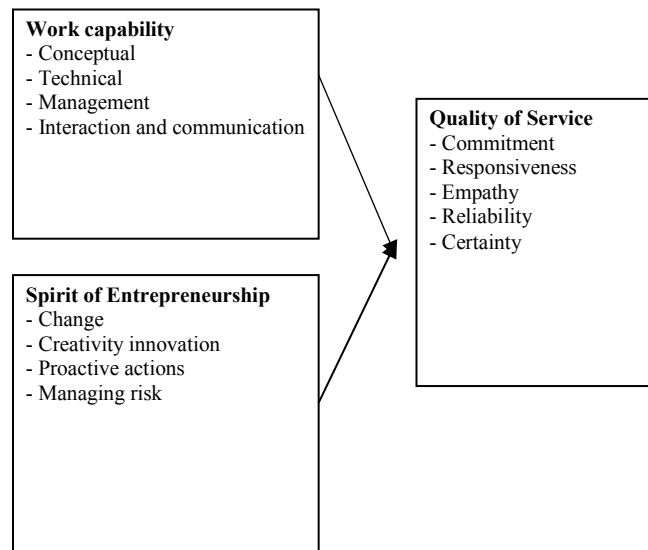 Work capability
- Conceptual
- Technical
- Management
- Interaction and communication
Spirit of Entrepreneurship
- Change
- Creativity innovation
- Proactive actions
- Managing risk
Quality of Service
- Commitment
- Responsiveness
- Empathy
- Reliability
- Certainty